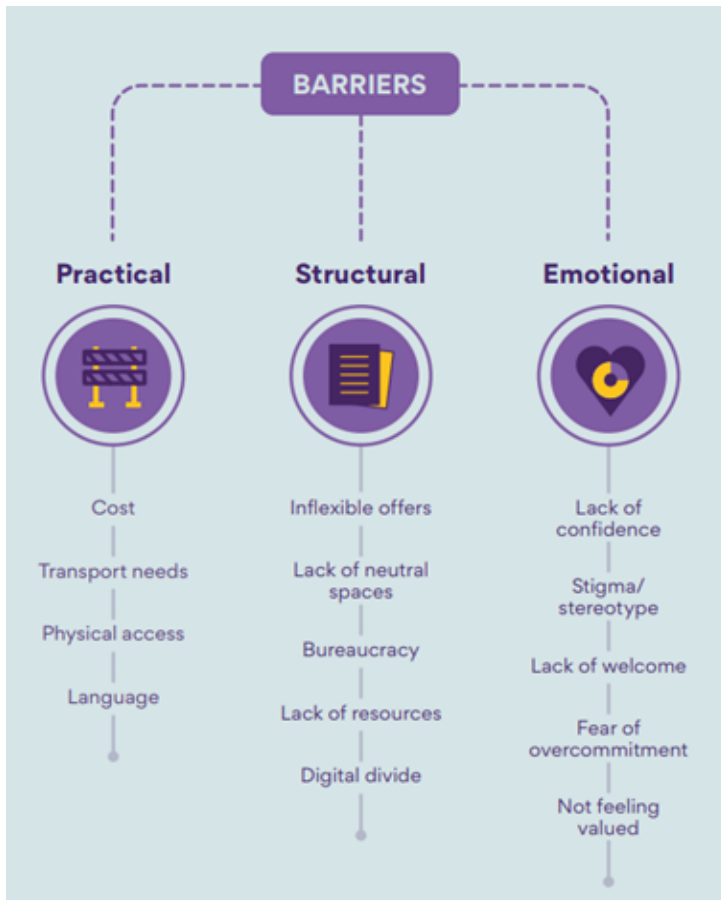 BARRIERS
Practical
Cost
Transport needs
Physical access
Language
Structural
Inflexible offers
Lack of neutral
spaces
Bureaucracy
Lack of resources
Digital divide
Emotional
Lack of
confidence
Stigma/
stereotype
Lack of welcome
Fear of
overcommitment
Not feeling
valued